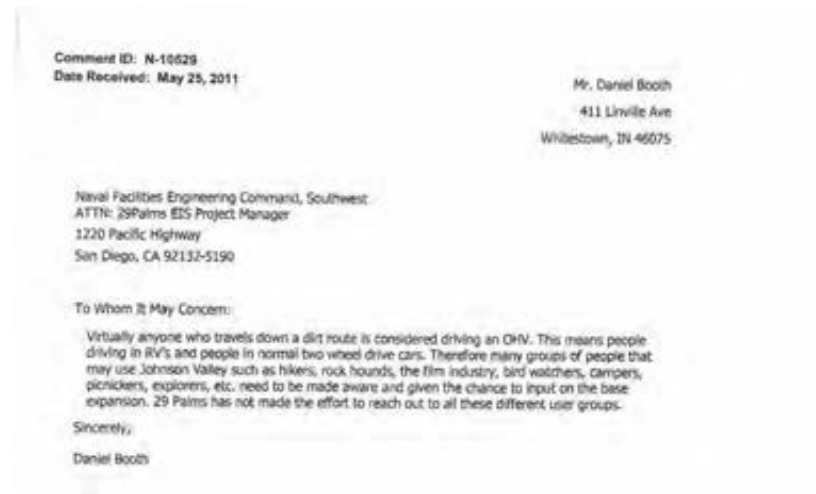 Comment ID: N-10529
Date Received: May 25, 2011
Mr. Daniel Booth
411 Linville Ave
Whitestown, IN 46075
Naval Facilities Engineering Command, Southwest
ATTN: 29Palms EIS Project Manager
1220 Pacific Highway
San Diego, CA 92132-5190
To Whom It May Concern:
Virtually anyone who travels down a dirt route is considered driving an OHV. This means people
driving in RV's and people in normal two wheel drive cars. Therefore many groups of people that
may use Johnson Valley such as hikers, rock hounds, the film industry, bird watchers, campers,
picnickers, explorers, etc. need to be made aware and given the chance to input on the base
expansion. 29 Palms has not made the effort to reach out to all these different user groups.
Sincerely,
Daniel Booth